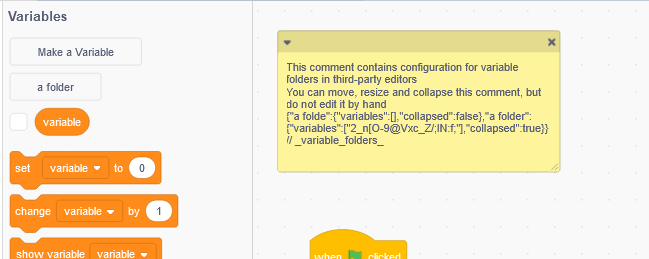 Variables
Make a Variable
a folder
variable
set variable to 0
change variable by 1
show variable variable
This comment contains configuration for variable
folders in third-party editors
You can move, resize and collapse this comment, but
do not edit it by hand
{"a folde":{"variables":[],"collapsed":false},"a folder":
{"variables":["2_n[O-9@Vxc_Z/;lN:f;"],"collapsed":true}}
// _variable_folders_
when clicked